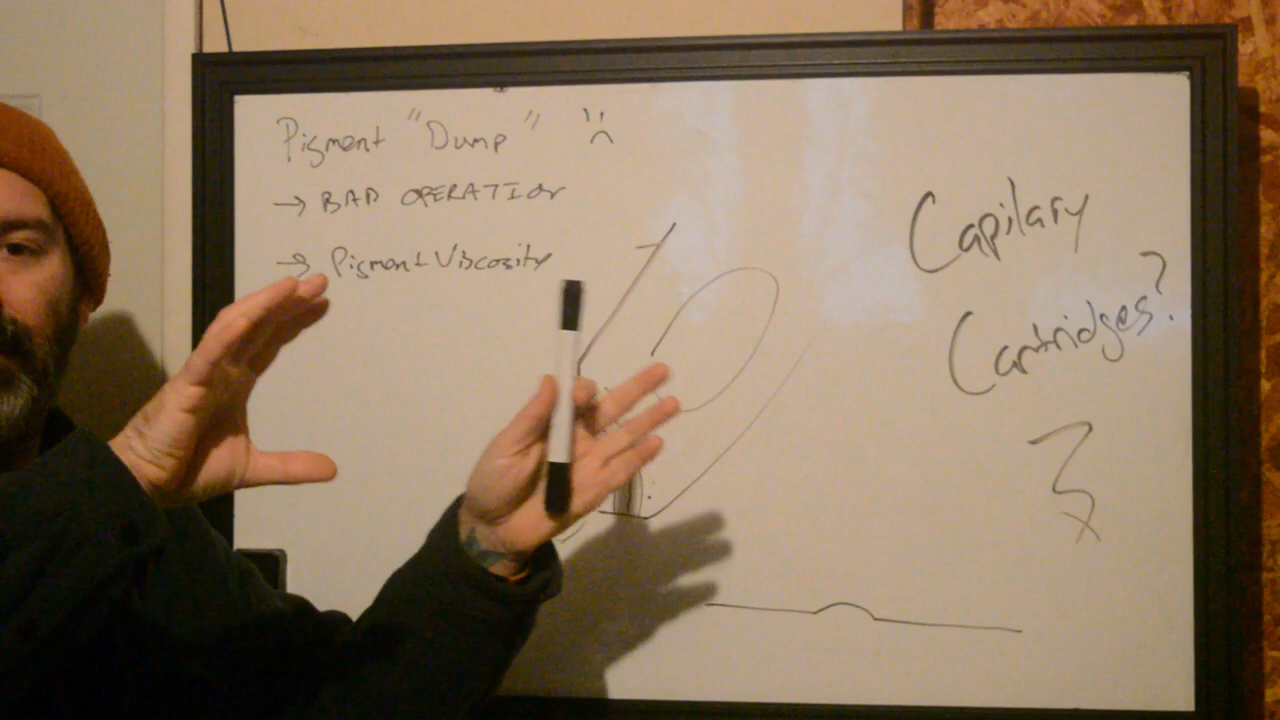 Pigment "Dump" :(
→ BAD OPERATION
→ Pigment Viscosity
Capilary
Cartridges?